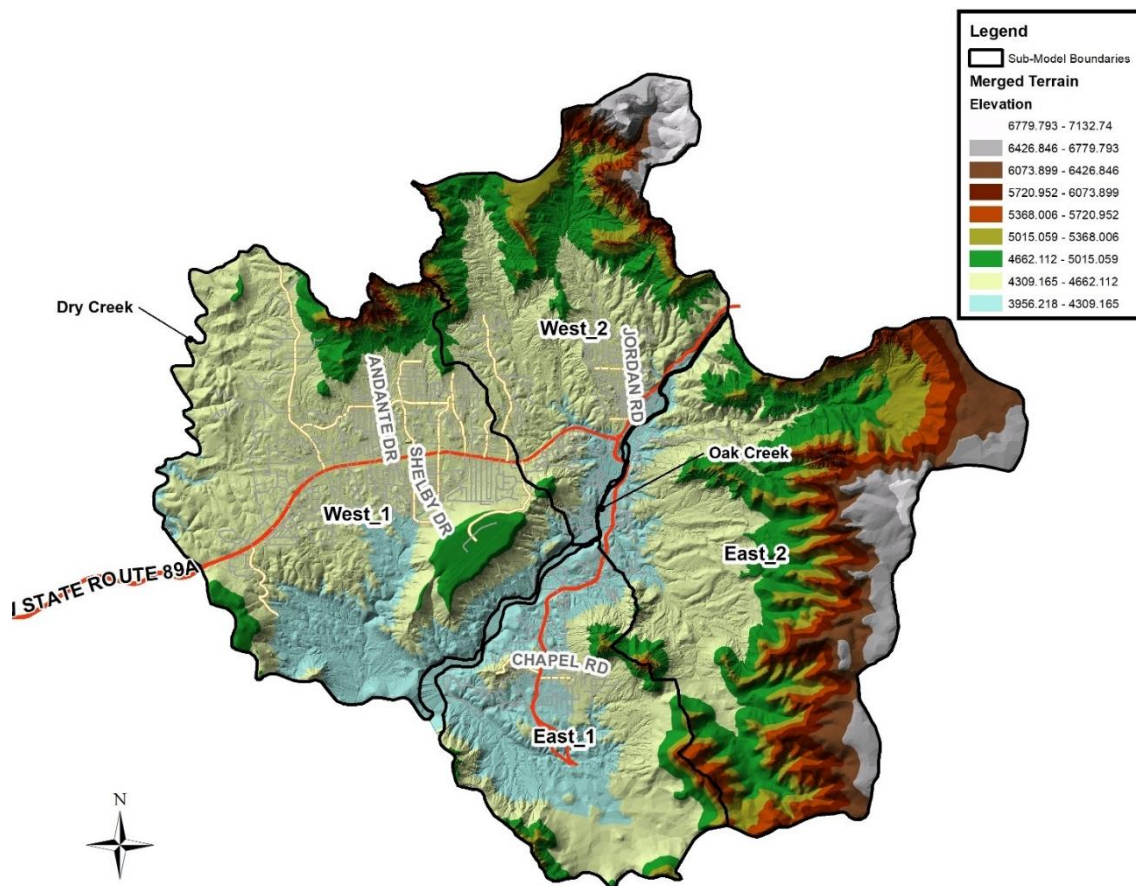 Legend
Sub-Model Boundaries
Merged Terrain
Elevation
6779.793 - 7132.74
6426.846 - 6779.793
6073.899 - 6426.846
5720.952 - 6073.899
5368.006 - 5720.952
5015.059 - 5368.006
4662.112 - 5015.059
4309.165 - 4662.112
3956.218 - 4309.165
Dry Creek
West_2
JORDAN RD
ANDANTE DR
SHELBY DR
Oak Creek
West_1
East_2
STATE ROUTE 89A
CHAPEL RD
East_1
N